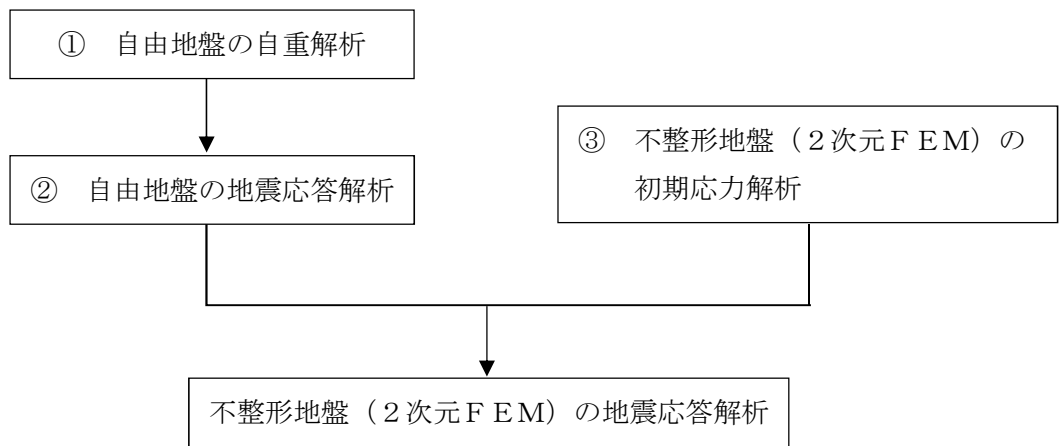 ① 自由地盤の自重解析
② 自由地盤の地震応答解析
③ 不整形地盤(2次元FEM)の
初期応力解析
不整形地盤(2次元FEM)の地震応答解析